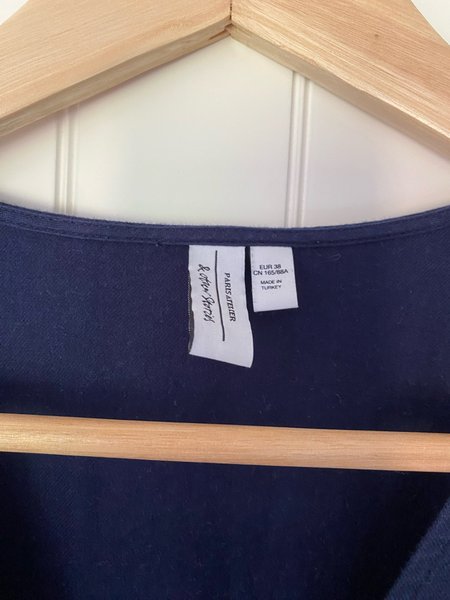 PARIS ATELIER
& other Stories
EUR 38
CN 165/88A
MADE IN
TURKEY